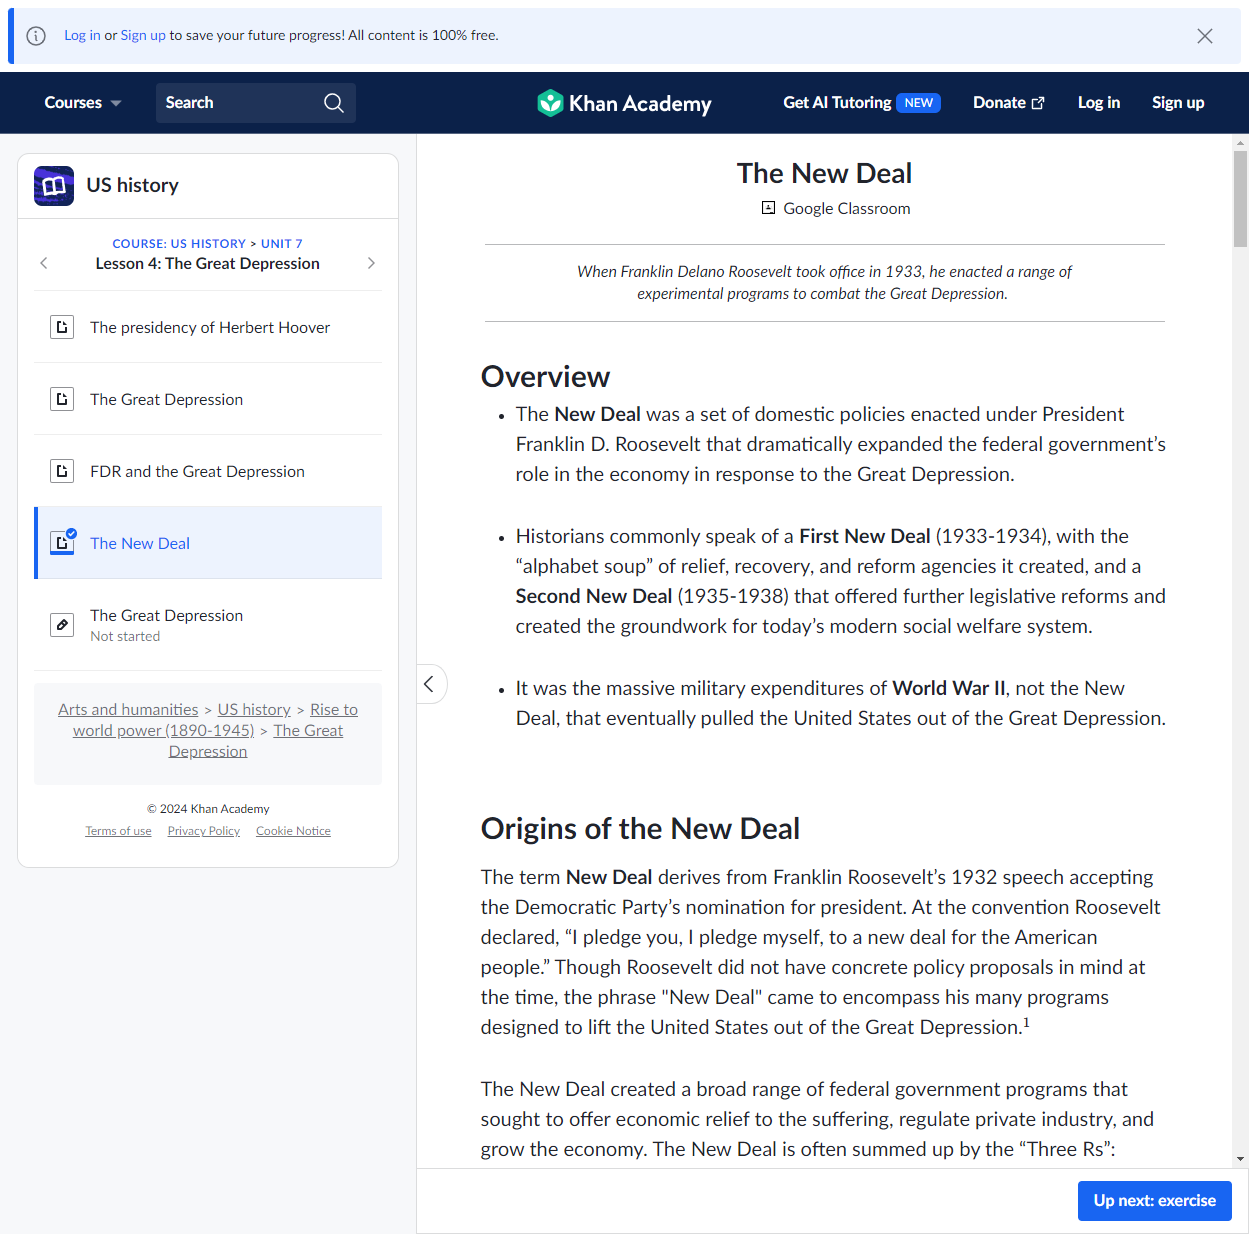 Log in or Sign up to save your future progress! All content is 100% free.
Courses
Search
Khan Academy
Get AI Tutoring NEW
Donate
Log in
Sign up
US history
COURSE: US HISTORY > UNIT 7
Lesson 4: The Great Depression
The presidency of Herbert Hoover
The Great Depression
FDR and the Great Depression
The New Deal
The Great Depression
Not started
Arts and humanities > US history > Rise to
world power (1890-1945) > The Great
Depression
© 2024 Khan Academy
Terms of use Privacy Policy Cookie Notice
The New Deal
Google Classroom
When Franklin Delano Roosevelt took office in 1933, he enacted a range of
experimental programs to combat the Great Depression.
Overview
• The New Deal was a set of domestic policies enacted under President
Franklin D. Roosevelt that dramatically expanded the federal government’s
role in the economy in response to the Great Depression.
• Historians commonly speak of a First New Deal (1933-1934), with the
“alphabet soup” of relief, recovery, and reform agencies it created, and a
Second New Deal (1935-1938) that offered further legislative reforms and
created the groundwork for today’s modern social welfare system.
• It was the massive military expenditures of World War II, not the New
Deal, that eventually pulled the United States out of the Great Depression.
Origins of the New Deal
The term New Deal derives from Franklin Roosevelt’s 1932 speech accepting
the Democratic Party’s nomination for president. At the convention Roosevelt
declared, “I pledge you, I pledge myself, to a new deal for the American
people.” Though Roosevelt did not have concrete policy proposals in mind at
the time, the phrase "New Deal" came to encompass his many programs
designed to lift the United States out of the Great Depression.¹
The New Deal created a broad range of federal government programs that
sought to offer economic relief to the suffering, regulate private industry, and
grow the economy. The New Deal is often summed up by the “Three Rs”:
Up next: exercise